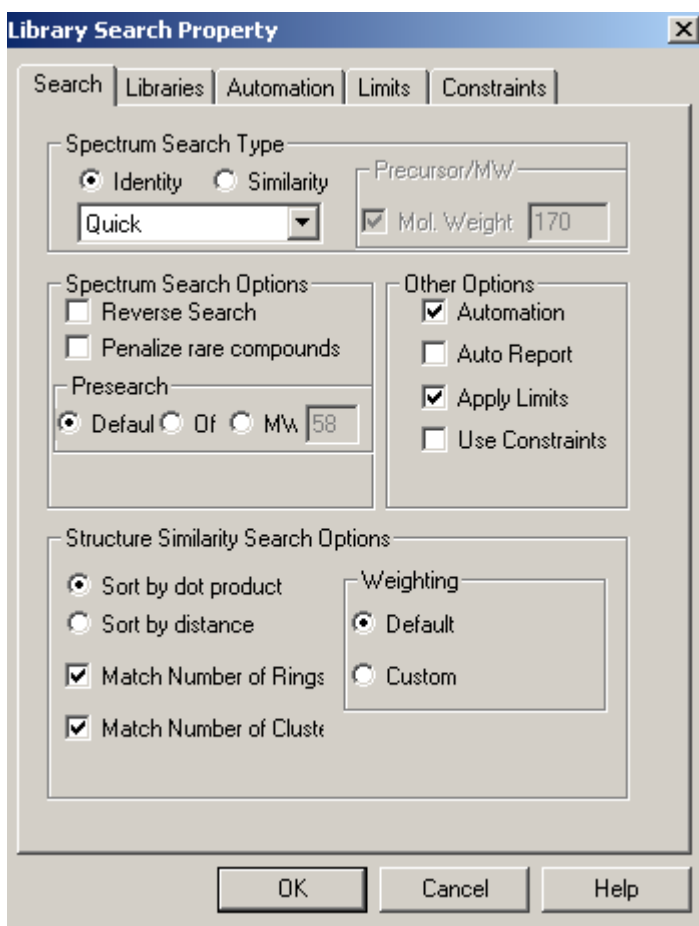 Library Search Property
Search Libraries Automation Limits Constraints
Spectrum Search Type
Identity Similarity
Quick
Precursor/MW
Mol. Weight 170
Spectrum Search Options
Reverse Search
Penalize rare compounds
Presearch
Defaul Of MW 58
Other Options
Automation
Auto Report
Apply Limits
Use Constraints
Structure Similarity Search Options
Sort by dot product
Sort by distance
Match Number of Rings
Match Number of Cluste
Weighting
Default
Custom
OK Cancel Help